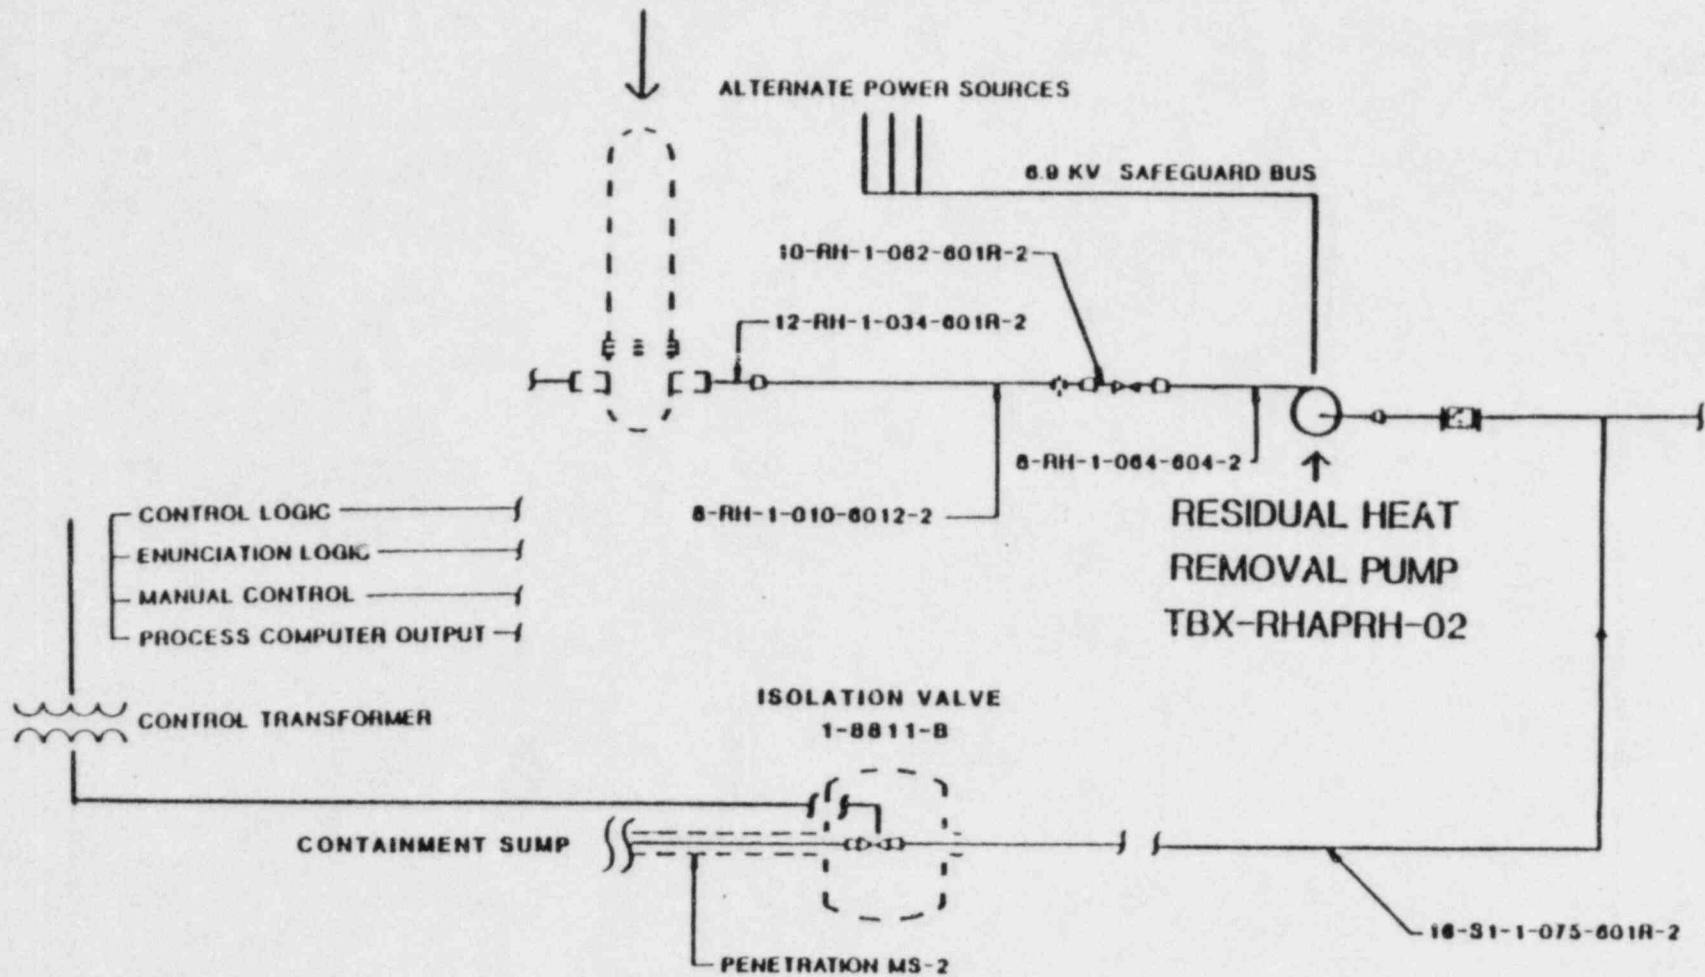 ALTERNATE POWER SOURCES
6.9 KV SAFEGUARD BUS
10-RH-1-062-601R-2
12-RH-1-034-601R-2
8-RH-1-064-604-2
8-RH-1-010-6012-2
RESIDUAL HEAT
REMOVAL PUMP
TBX-RHAPRH-02
CONTROL LOGIC
ENUNCIATION LOGIC
MANUAL CONTROL
PROCESS COMPUTER OUTPUT
CONTROL TRANSFORMER
ISOLATION VALVE
1-8811-B
CONTAINMENT SUMP
16-S1-1-075-601R-2
PENETRATION MS-2